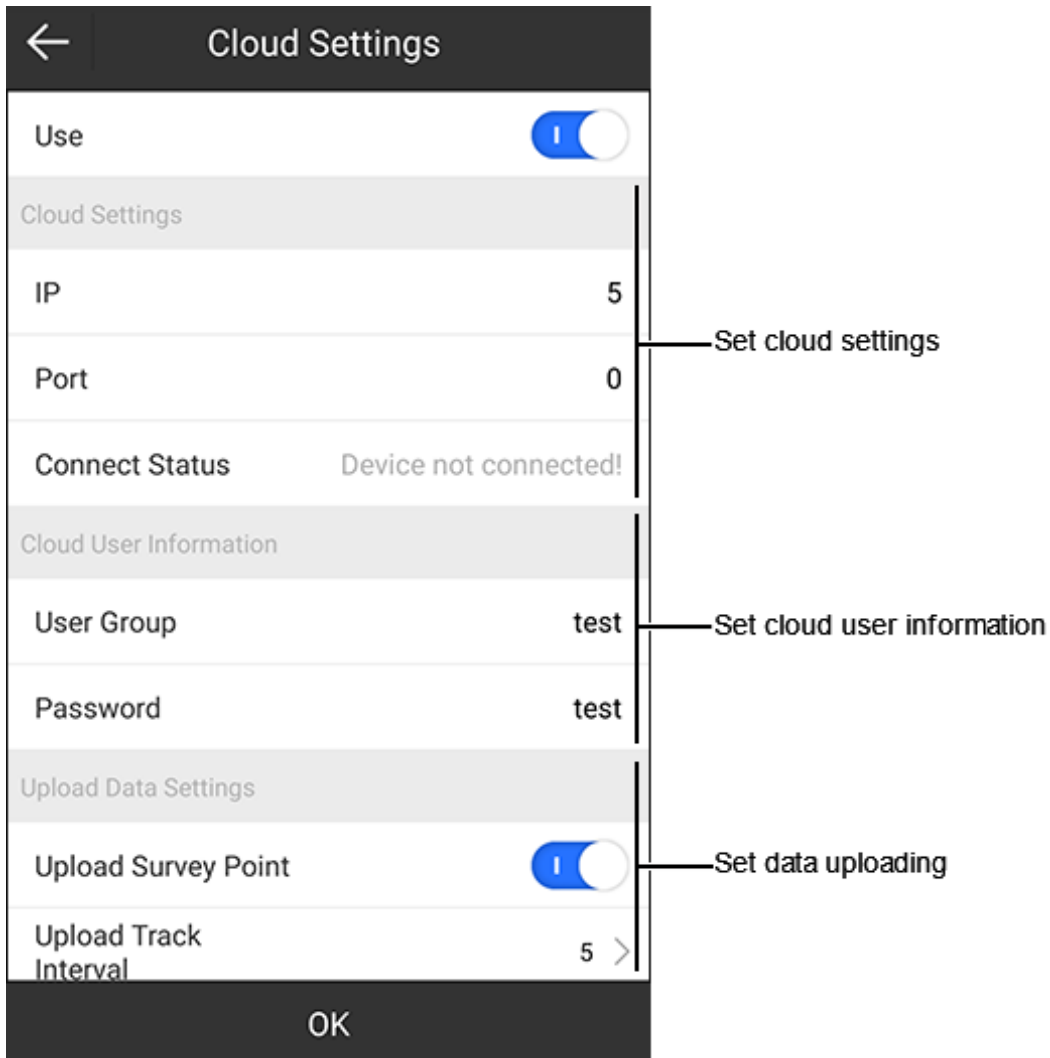 Cloud Settings
Use
Cloud Settings
IP 5
Port 0
Set cloud settings
Connect Status Device not connected!
Cloud User Information
User Group test
Set cloud user information
Password test
Upload Data Settings
Upload Survey Point
Set data uploading
Upload Track
Interval 5
OK